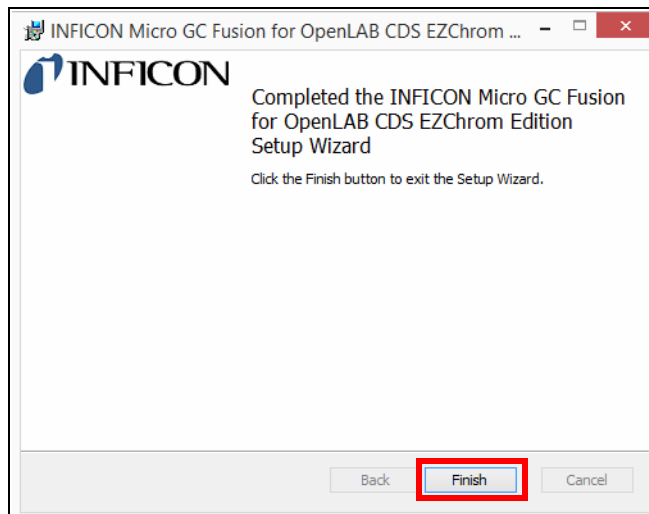 INFICON Micro GC Fusion for OpenLAB CDS EZChrom ...
INFICON
Completed the INFICON Micro GC Fusion
for OpenLAB CDS EZChrom Edition
Setup Wizard
Click the Finish button to exit the Setup Wizard.
Back Finish Cancel